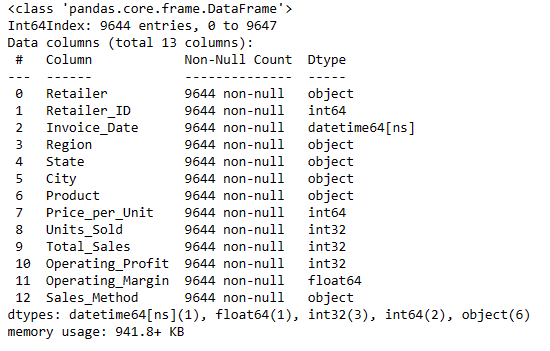 <class 'pandas.core.frame.DataFrame'>
Int64Index: 9644 entries, 0 to 9647
Data columns (total 13 columns):
 #   Column            Non-Null Count  Dtype
---  ------            --------------  -----
 0   Retailer          9644 non-null   object
 1   Retailer_ID       9644 non-null   int64
 2   Invoice_Date      9644 non-null   datetime64[ns]
 3   Region            9644 non-null   object
 4   State             9644 non-null   object
 5   City              9644 non-null   object
 6   Product           9644 non-null   object
 7   Price_per_Unit    9644 non-null   int64
 8   Units_Sold        9644 non-null   int32
 9   Total_Sales       9644 non-null   int32
 10  Operating_Profit  9644 non-null   int32
 11  Operating_Margin  9644 non-null   float64
 12  Sales_Method      9644 non-null   object
dtypes: datetime64[ns](1), float64(1), int32(3), int64(2), object(6)
memory usage: 941.8+ KB